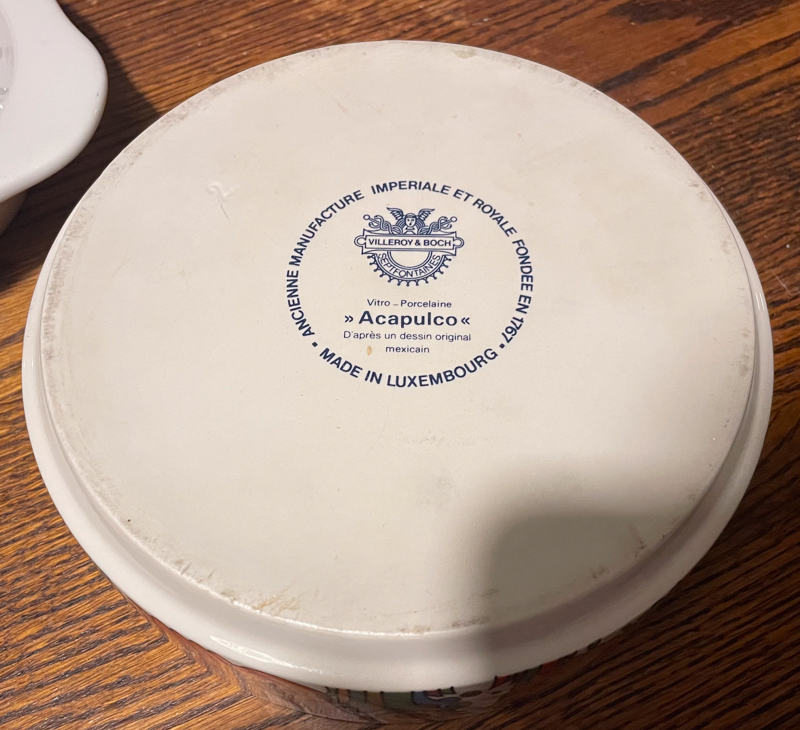 ANCIENNE MANUFACTURE IMPERIALE ET ROYALE FONDEE EN 1767
VILLEROY & BOCH
SEPTFONTAINES
Vitro - Porcelaine
» Acapulco «
D'après un dessin original
mexicain
• MADE IN LUXEMBOURG •